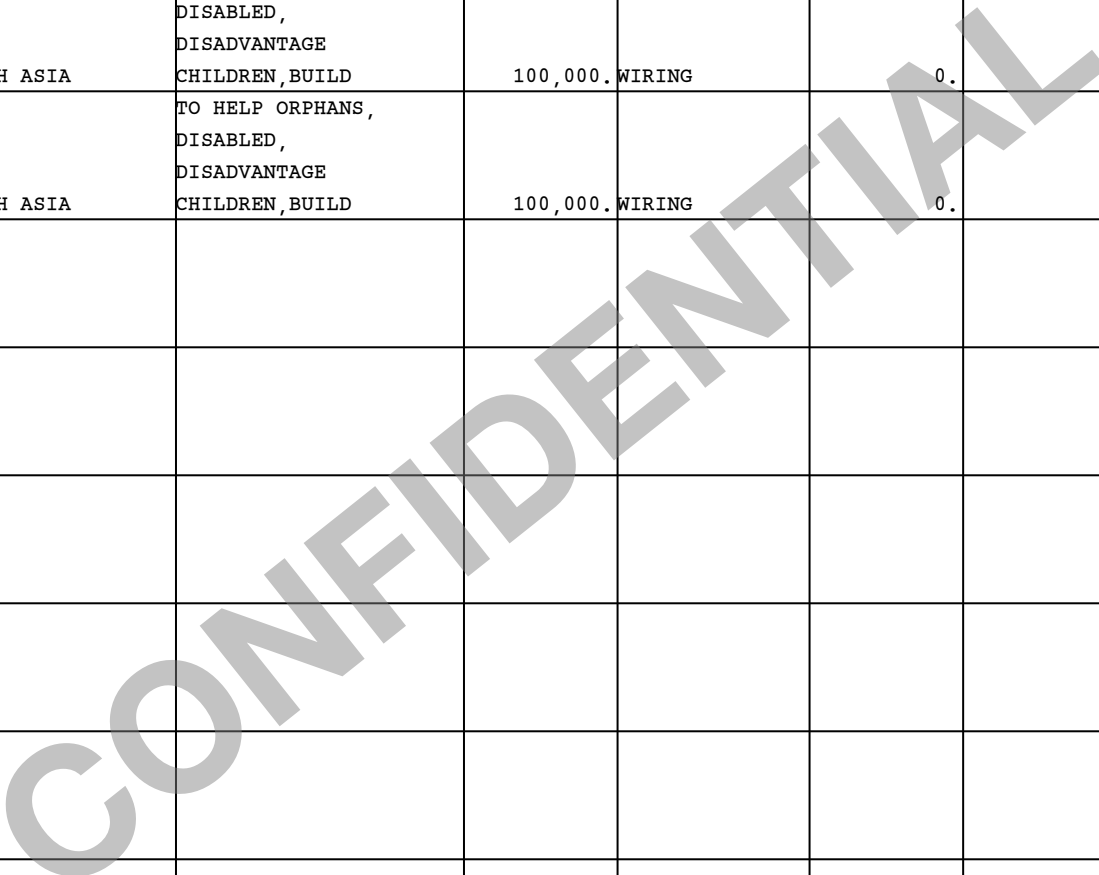 DISABLED,
DISADVANTAGE
H ASIA CHILDREN,BUILD 100,000. WIRING 0.
TO HELP ORPHANS,
DISABLED,
DISADVANTAGE
H ASIA CHILDREN,BUILD 100,000. WIRING 0.
CONFIDENTIAL